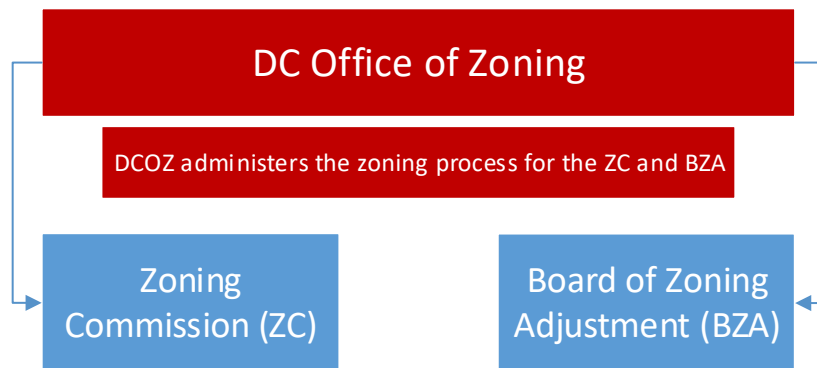 DC Office of Zoning
DCOZ administers the zoning process for the ZC and BZA
Zoning
Commission (ZC)
Board of Zoning
Adjustment (BZA)